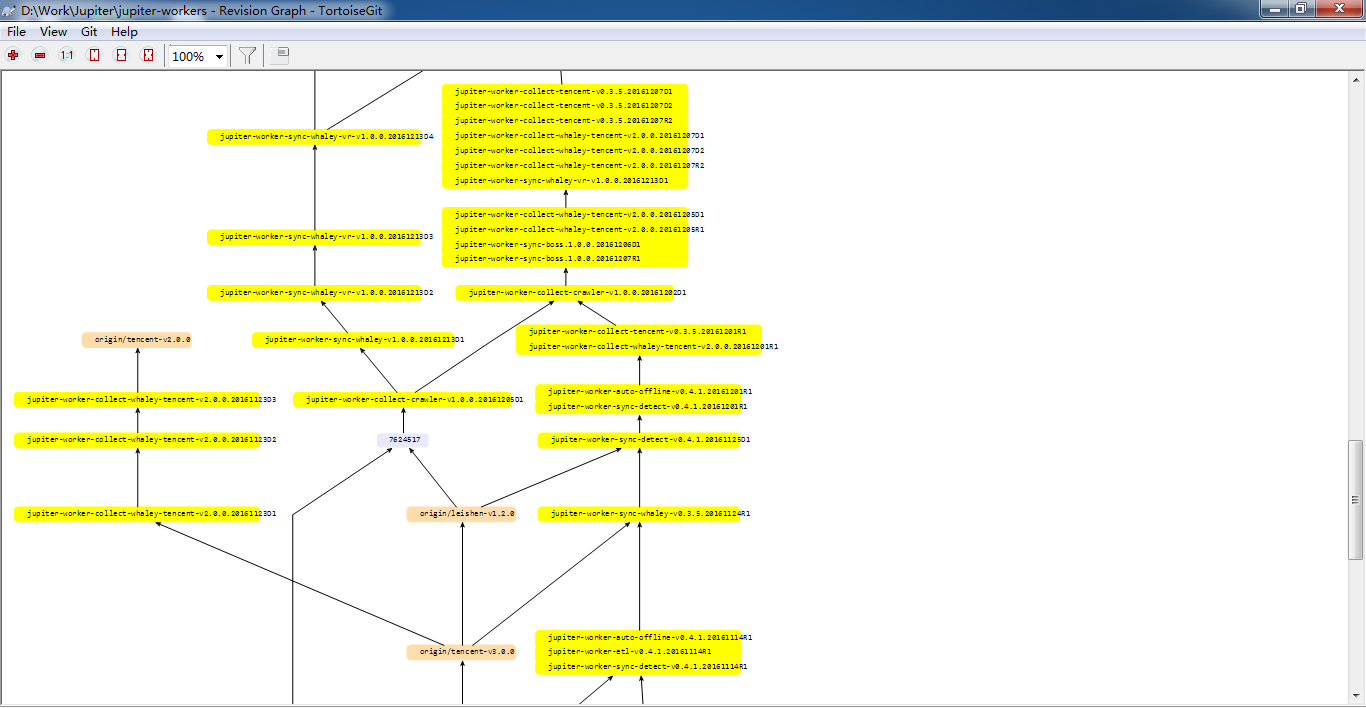 D:\Work\Jupiter\jupiter-workers - Revision Graph - TortoiseGit
File View Git Help
1:1 100%
jupiter-worker-collect-tencent-v0.3.5.20161207D1
jupiter-worker-collect-tencent-v0.3.5.20161207D2
jupiter-worker-collect-tencent-v0.3.5.20161207R2
jupiter-worker-collect-whaley-tencent-v2.0.0.20161207D1
jupiter-worker-collect-whaley-tencent-v2.0.0.20161207D2
jupiter-worker-collect-whaley-tencent-v2.0.0.20161207R2
jupiter-worker-sync-whaley-vr-v1.0.0.20161213D1
jupiter-worker-sync-whaley-vr-v1.0.0.20161213D4
jupiter-worker-collect-whaley-tencent-v2.0.0.20161205D1
jupiter-worker-collect-whaley-tencent-v2.0.0.20161205R1
jupiter-worker-sync-boss.1.0.0.20161206D1
jupiter-worker-sync-boss.1.0.0.20161207R1
jupiter-worker-sync-whaley-vr-v1.0.0.20161213D3
jupiter-worker-sync-whaley-vr-v1.0.0.20161213D2
jupiter-worker-collect-crawler-v1.0.0.20161202D1
origin/tencent-v2.0.0
jupiter-worker-sync-whaley-v1.0.0.20161213D1
jupiter-worker-collect-tencent-v0.3.5.20161201R1
jupiter-worker-collect-whaley-tencent-v2.0.0.20161201R1
jupiter-worker-collect-whaley-tencent-v2.0.0.20161123D3
jupiter-worker-collect-crawler-v1.0.0.20161205D1
jupiter-worker-auto-offline-v0.4.1.20161201R1
jupiter-worker-sync-detect-v0.4.1.20161201R1
jupiter-worker-collect-whaley-tencent-v2.0.0.20161123D2
7624517
jupiter-worker-sync-detect-v0.4.1.20161125D1
jupiter-worker-collect-whaley-tencent-v2.0.0.20161123D1
origin/leishen-v1.2.0
jupiter-worker-sync-whaley-v0.3.5.20161124R1
origin/tencent-v3.0.0
jupiter-worker-auto-offline-v0.4.1.20161114R1
jupiter-worker-etl-v0.4.1.20161114R1
jupiter-worker-sync-detect-v0.4.1.20161114R1